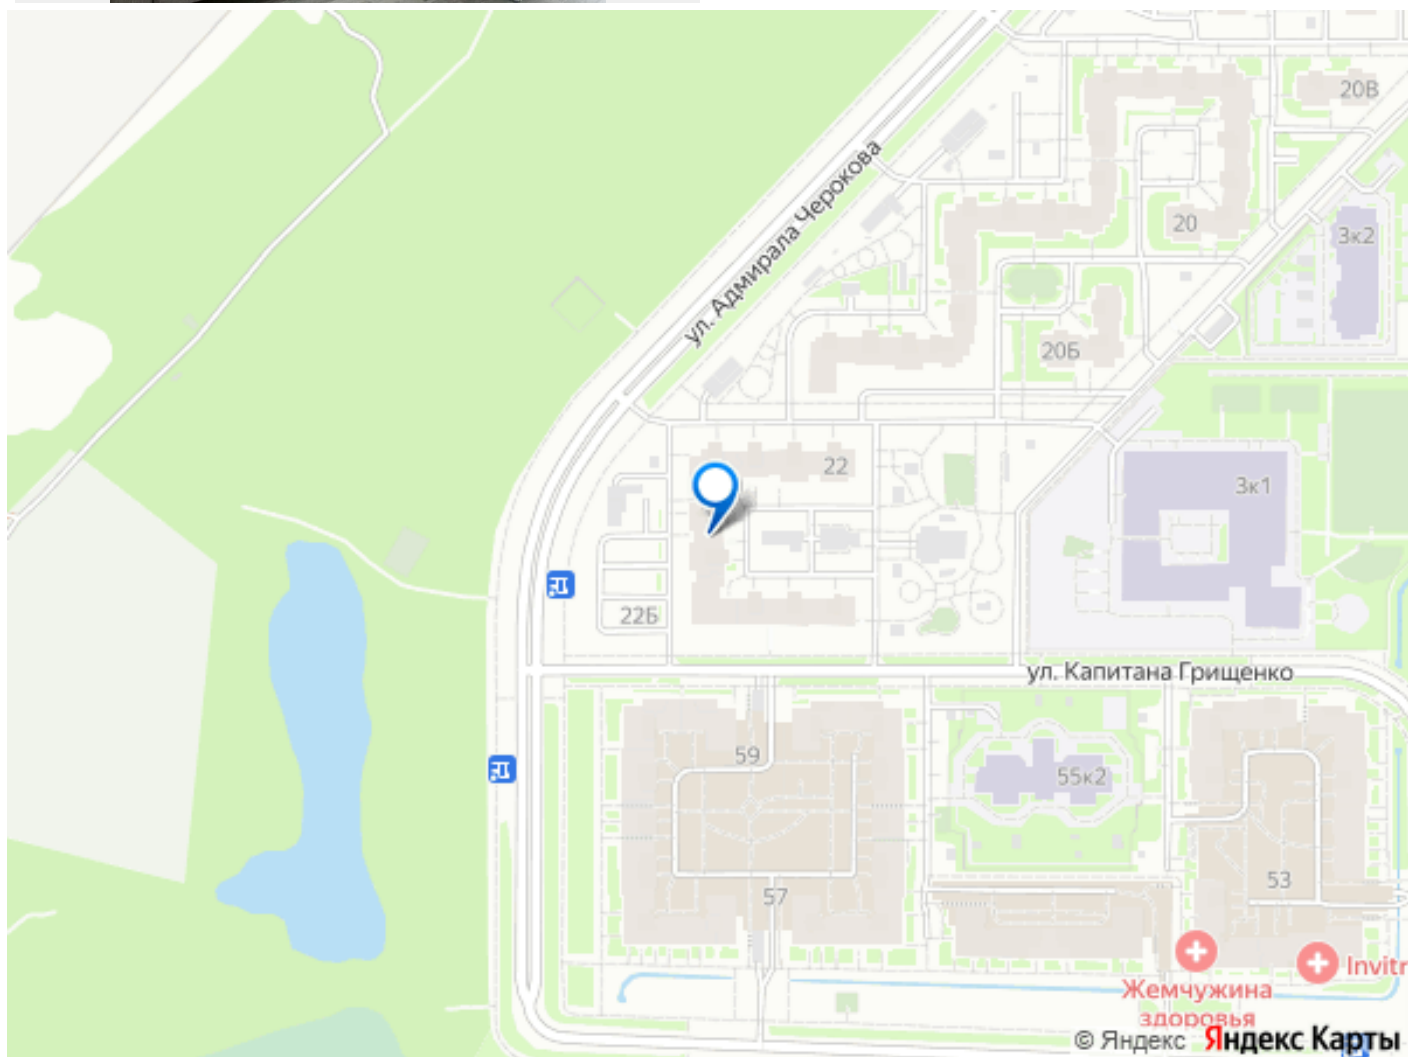 20В
ул. Адмирала Черокова
20
3к2
20Б
22
3к1
22Б
ул. Капитана Грищенко
59
55к2
57
53
Invitr
Жемчужина
здоровья
© Яндекс Яндекс Карты